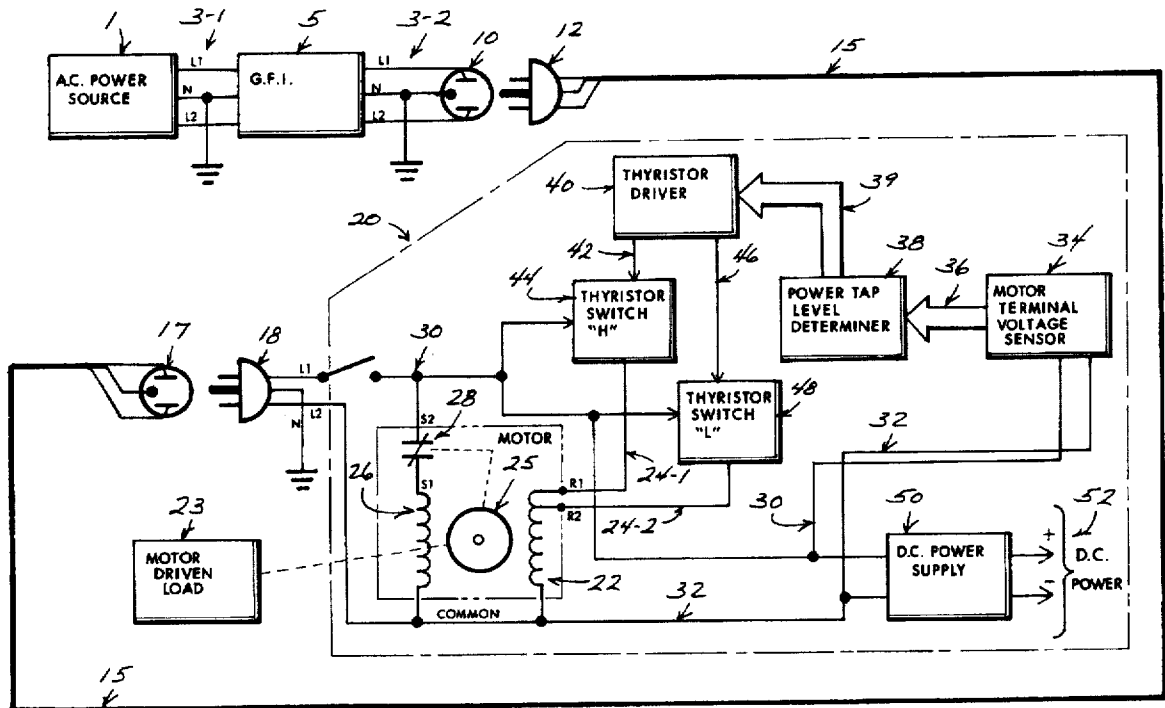 1
3-1
5
3-2
10
12
15
A.C. POWER
SOURCE
L1
N
L2
G.F.I.
L1
N
L2
20
40
THYRISTOR
DRIVER
39
42
46
38
36
34
44
THYRISTOR
SWITCH
"H"
POWER TAP
LEVEL
DETERMINER
MOTOR
TERMINAL
VOLTAGE
SENSOR
17
18
L1
L2
N
30
S2
28
MOTOR
THYRISTOR
SWITCH
"L"
48
32
26
S1
25
R1
R2
24-1
24-2
30
50
52
23
MOTOR
DRIVEN
LOAD
22
D.C. POWER
SUPPLY
+
-
D.C.
POWER
COMMON
32
15